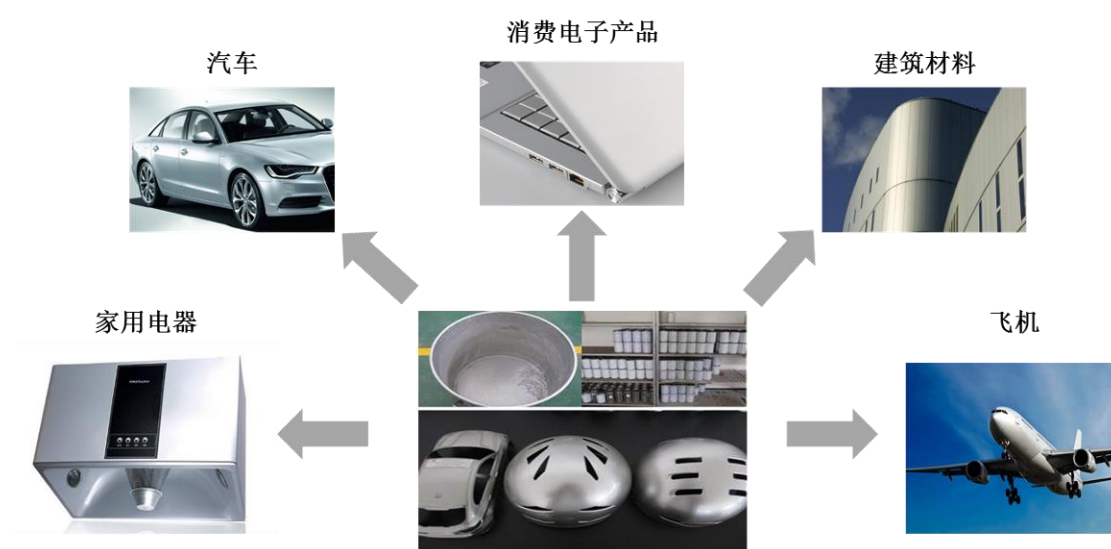 消费电子产品
汽车
建筑材料
家用电器
飞机